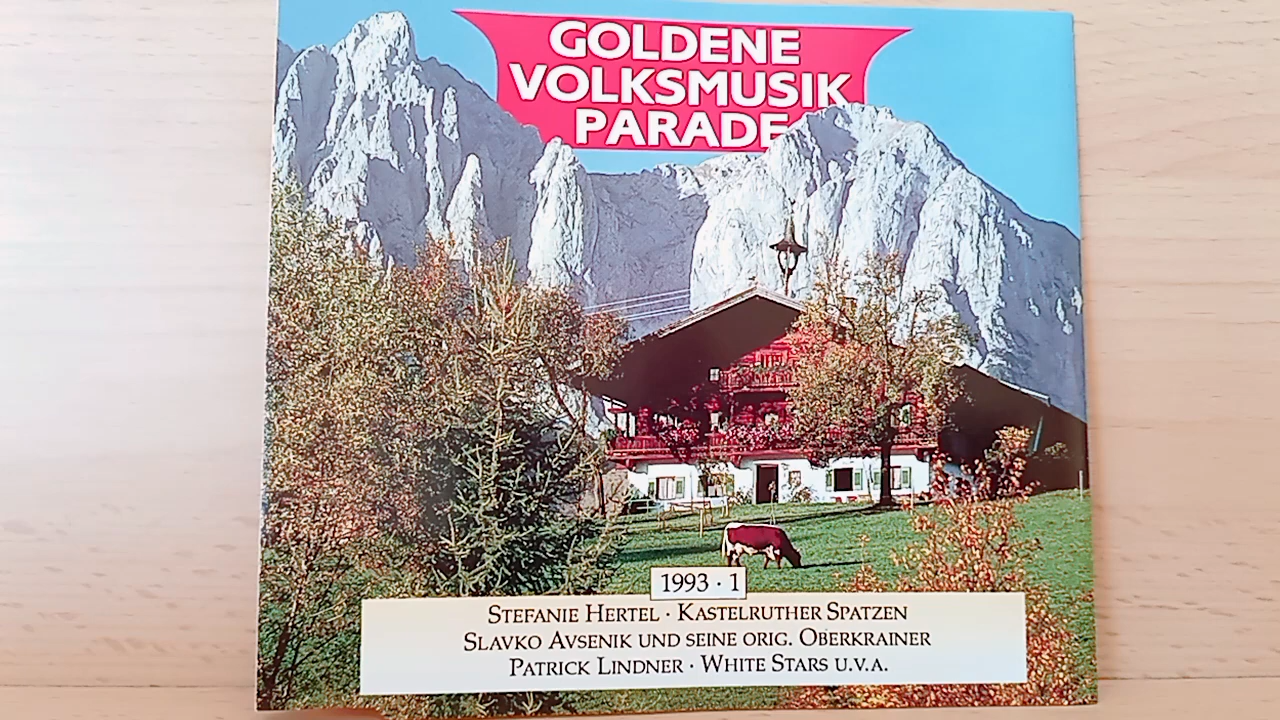 GOLDENE
VOLKSMUSIK
PARADE
1993 · 1
STEFANIE HERTEL · KASTELRUTHER SPATZEN
SLAVKO AVSENIK UND SEINE ORIG. OBERKRAINER
PATRICK LINDNER · WHITE STARS U.V.A.